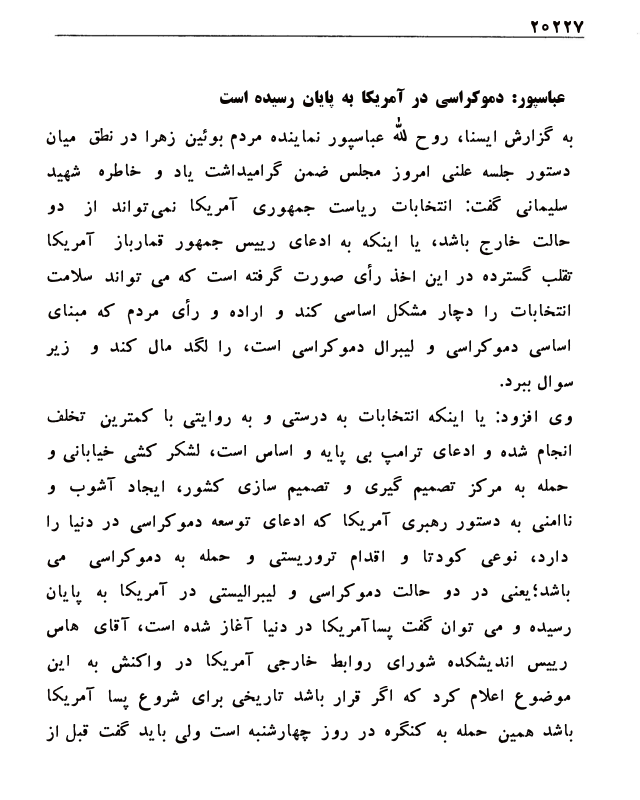 ۲۰۲۲۷
عباسپور: دموکراسی در آمریکا به پایان رسیده است
به گزارش ایسنا، روح لله عباسپور نماینده مردم بوئین زهرا در نطق میان
دستور جلسه علنی امروز مجلس ضمن گرامیداشت یاد و خاطره شهید
سلیمانی گفت: انتخابات ریاست جمهوری آمریکا نمی‌تواند از دو
حالت خارج باشد، یا اینکه به ادعای رییس جمهور قمارباز آمریکا
تقلب گسترده در این اخذ رأی صورت گرفته است که می تواند سلامت
انتخابات را دچار مشکل اساسی کند و اراده و رأی مردم که مبنای
اساسی دموکراسی و لیبرال دموکراسی است، را لگد مال کند و زیر
سوال ببرد.
وی افزود: یا اینکه انتخابات به درستی و به روایتی با کمترین تخلف
انجام شده و ادعای ترامپ بی پایه و اساس است، لشکر کشی خیابانی و
حمله به مرکز تصمیم گیری و تصمیم سازی کشور، ایجاد آشوب و
ناامنی به دستور رهبری آمریکا که ادعای توسعه دموکراسی در دنیا را
دارد، نوعی کودتا و اقدام تروریستی و حمله به دموکراسی می
باشد؛یعنی در دو حالت دموکراسی و لیبرالیستی در آمریکا به پایان
رسیده و می توان گفت پساآمریکا در دنیا آغاز شده است، آقای هاس
رییس اندیشکده شورای روابط خارجی آمریکا در واکنش به این
موضوع اعلام کرد که اگر قرار باشد تاریخی برای شروع پسا آمریکا
باشد همین حمله به کنگره در روز چهارشنبه است ولی باید گفت قبل از